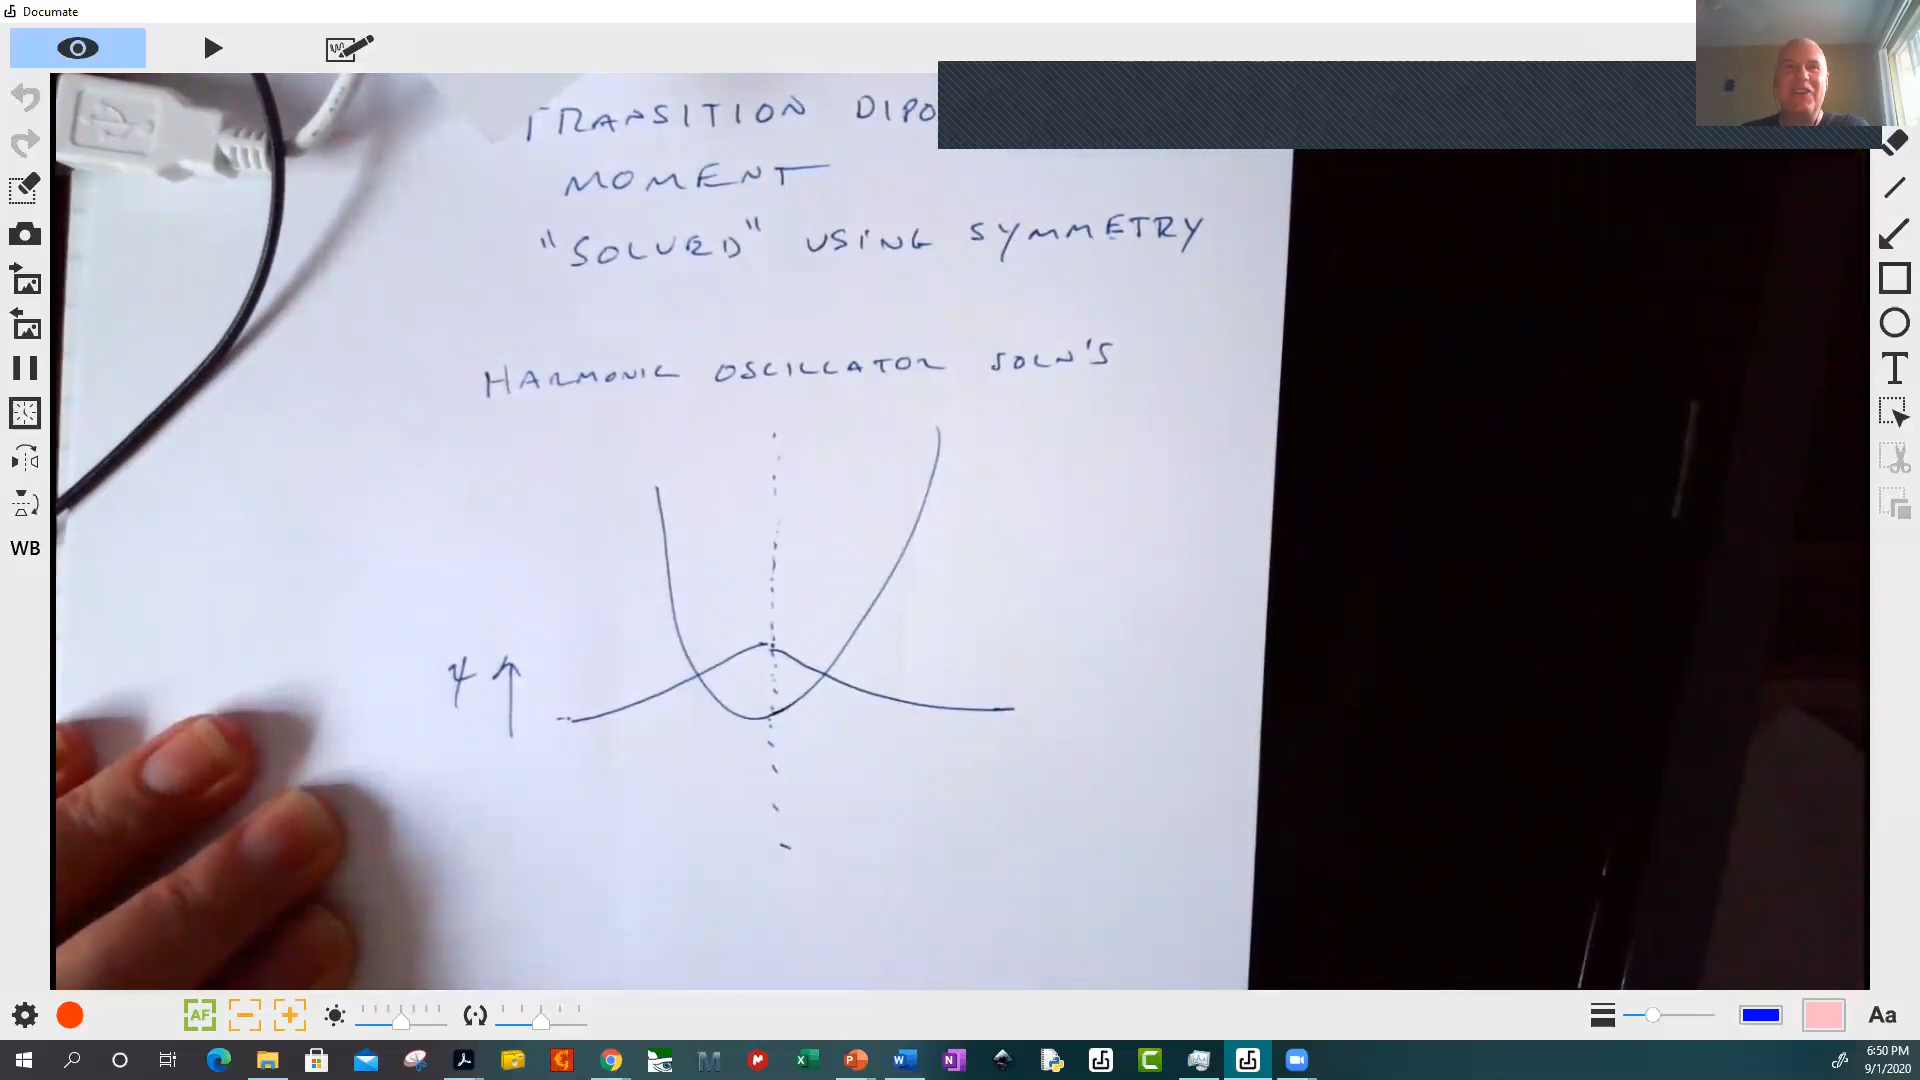 Documate
TRANSITION DIPO
MOMENT
"SOLVED" USING SYMMETRY
HARMONIC OSCILLATOR SOLN'S
ψ
T
WB
AF
Aa
6:50 PM
9/1/2020